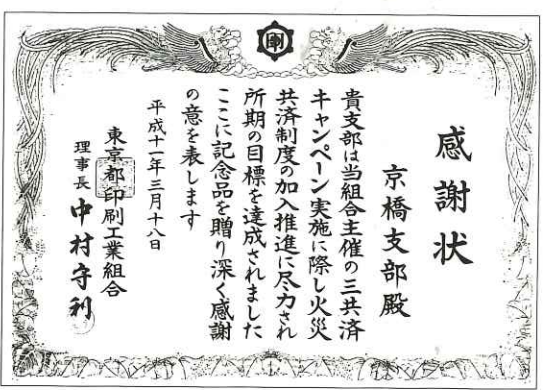 印
感謝状
京橋支部殿
貴支部は当組合主催の三共済
キャンペーン実施に際し火災
共済制度の加入推進に尽力され
所期の目標を達成されました
ここに記念品を贈り深く感謝
の意を表します
平成十一年三月十八日
東京都印刷工業組合
理事長 中村守利